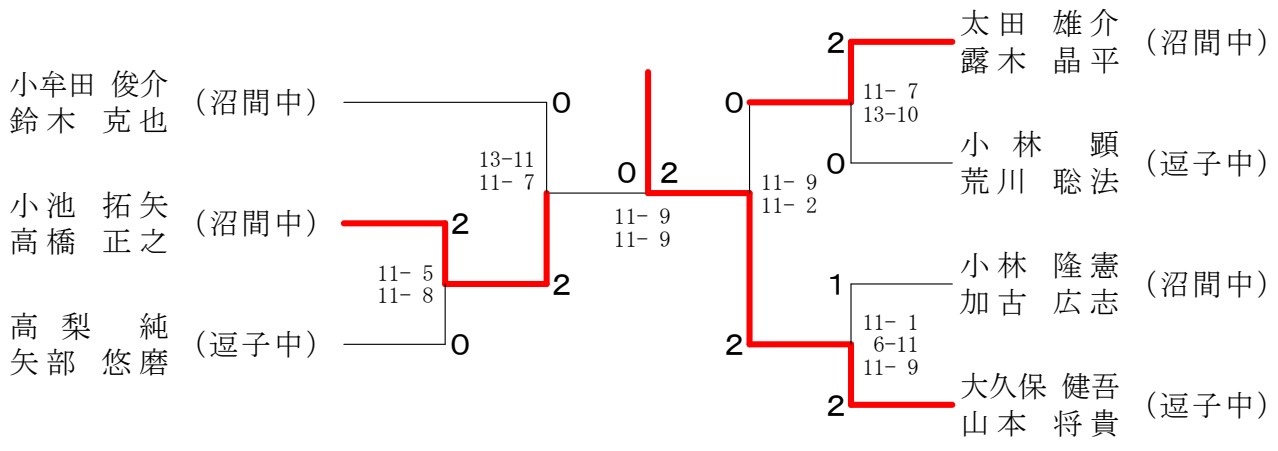 小牟田 俊介
鈴木 克也
(沼間中)
小池 拓矢
高橋 正之
(沼間中)
高梨 純
矢部 悠磨
(逗子中)
0
13-11
11- 7
2
11- 5
11- 8
0
2
0
2
11- 9
11- 9
0
11- 9
11- 2
2
2
11- 7
13-10
0
1
11- 1
6-11
11- 9
2
太田 雄介
露木 晶平
(沼間中)
小林 顕
荒川 聡法
(逗子中)
小林 隆憲
加古 広志
(沼間中)
大久保 健吾
山本 将貴
(逗子中)